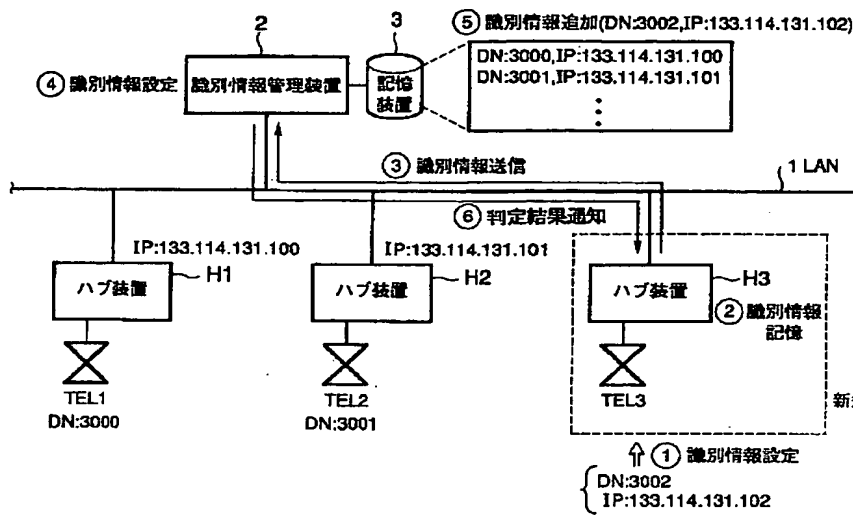 2
3
⑤ 識別情報追加(DN:3002,IP:133.114.131.102)
④ 識別情報設定
識別情報管理装置
記憶
装置
DN:3000,IP:133.114.131.100
DN:3001,IP:133.114.131.101
③ 識別情報送信
1 LAN
⑥ 判定結果通知
IP:133.114.131.100
IP:133.114.131.101
ハブ装置
H1
ハブ装置
H2
ハブ装置
H3
② 識別情報
記憶
TEL1
DN:3000
TEL2
DN:3001
TEL3
新
① 識別情報設定
DN:3002
IP:133.114.131.102